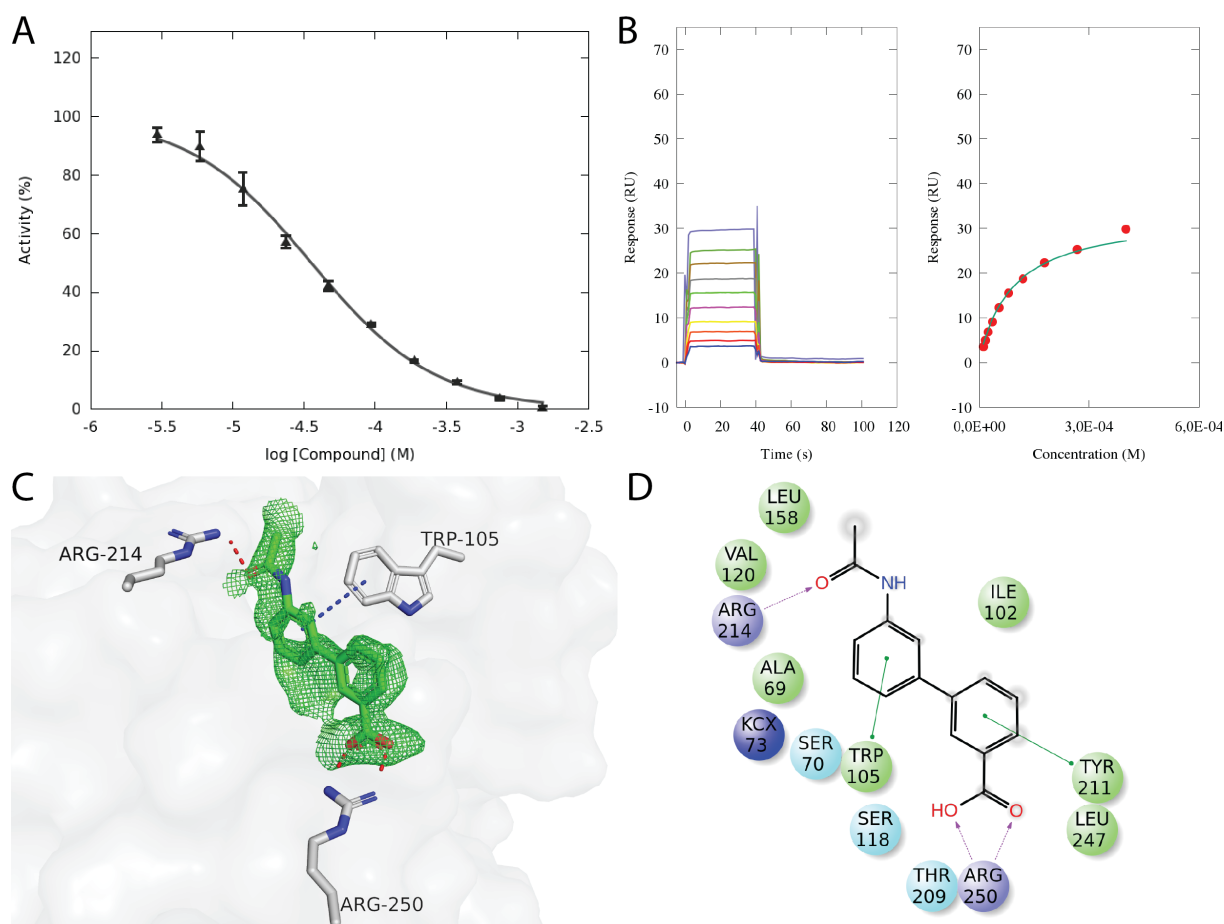 A
120
100
80
60
40
20
0
-6
-5.5
-5
-4.5
-4
-3.5
-3
-2.5
Activity (%)
log [Compound] (M)
B
70
60
50
40
30
20
10
0
-10
0
20
40
60
80
100
120
Response (RU)
Time (s)
70
60
50
40
30
20
10
0
-10
0,0E+00
3,0E-04
6,0E-04
Response (RU)
Concentration (M)
C
ARG-214
TRP-105
ARG-250
D
LEU
158
VAL
120
ARG
214
O
NH
ILE
102
ALA
69
KCX
73
SER
70
TRP
105
TYR
211
HO
O
SER
118
LEU
247
THR
209
ARG
250